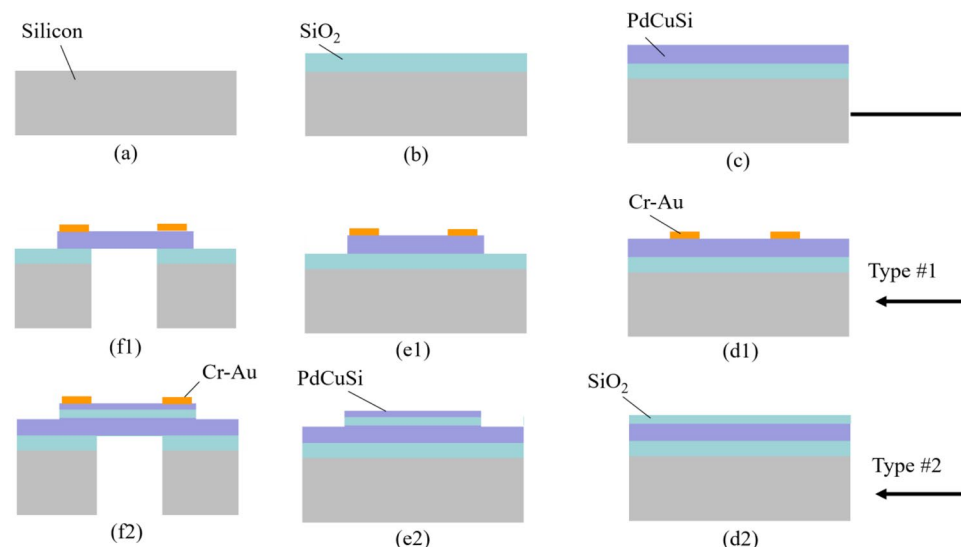 Silicon
SiO₂
PdCuSi
(a)
(b)
(c)
Cr-Au
Type #1
(f1)
(e1)
(d1)
Cr-Au
PdCuSi
SiO₂
Type #2
(f2)
(e2)
(d2)